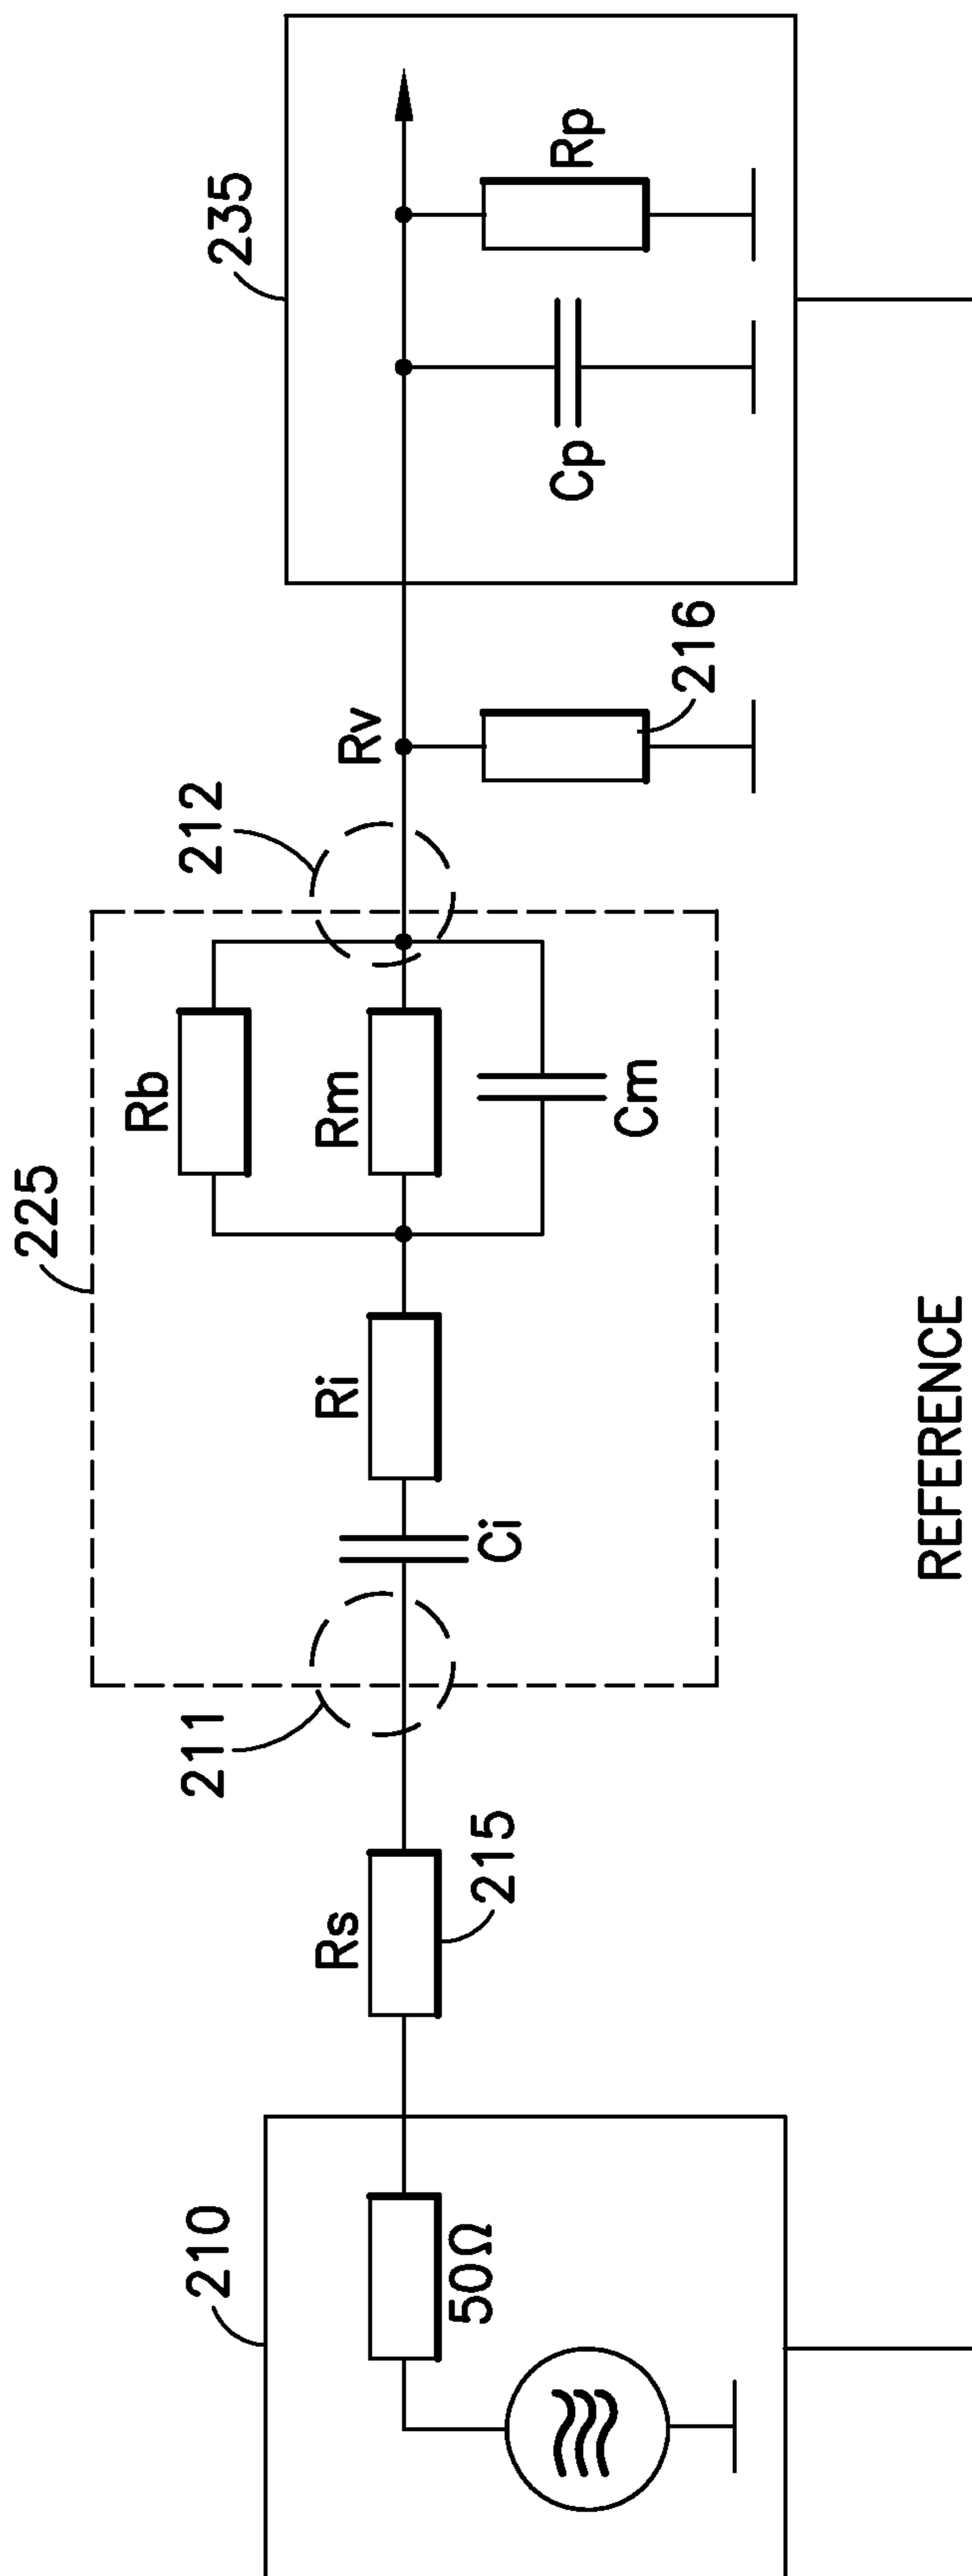 210
50Ω
Rs
215
211
225
Ci
Ri
Rb
Rm
Cm
212
Rv
216
235
Cp
Rp
REFERENCE